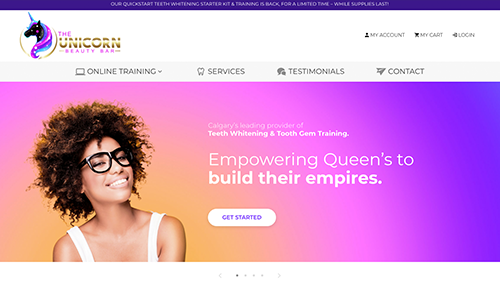 OUR QUICKSTART TEETH WHITENING STARTER KIT & TRAINING IS BACK, FOR A LIMITED TIME – WHILE SUPPLIES LAST!
THE
UNICORN
BEAUTY BAR
MY ACCOUNT MY CART LOGIN
ONLINE TRAINING SERVICES TESTIMONIALS CONTACT
Calgary's leading provider of
Teeth Whitening & Tooth Gem Training.
Empowering Queen's to
build their empires.
GET STARTED